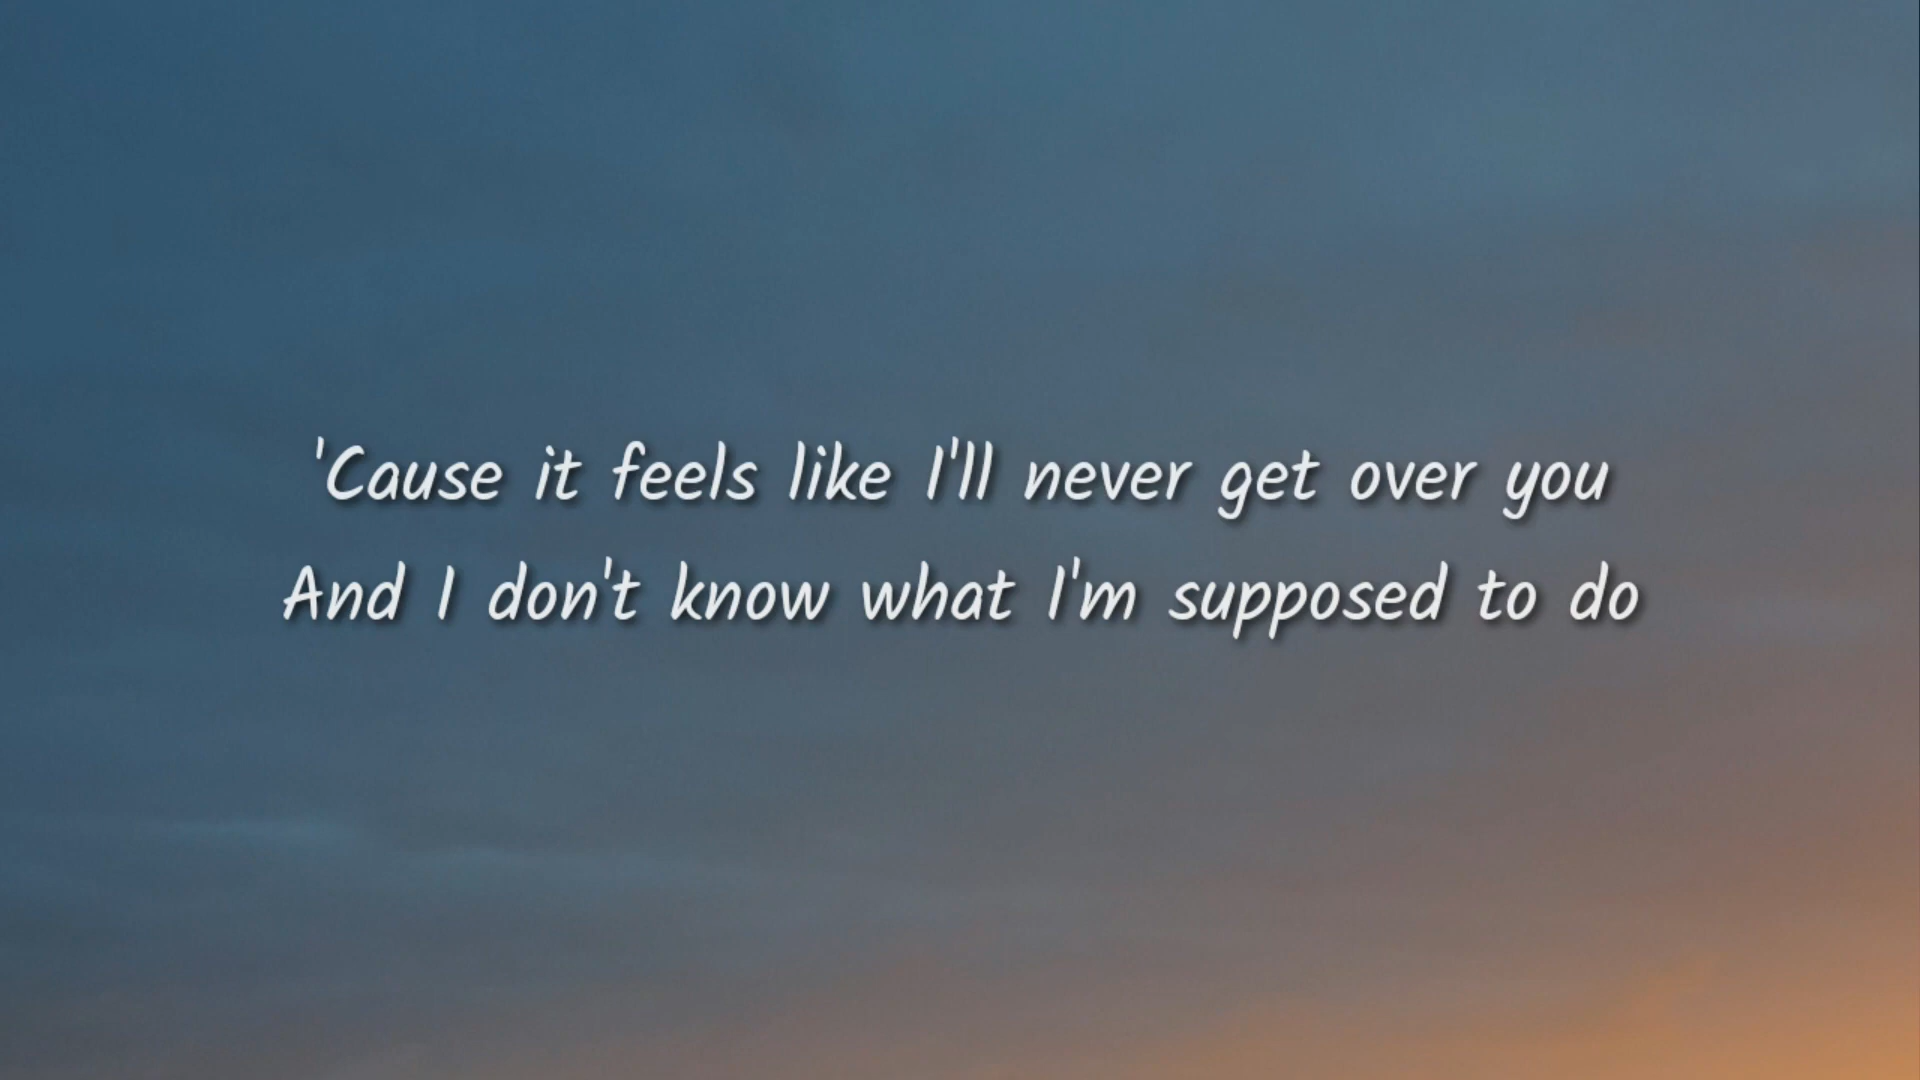 'Cause it feels like I'll never get over you
And I don't know what I'm supposed to do